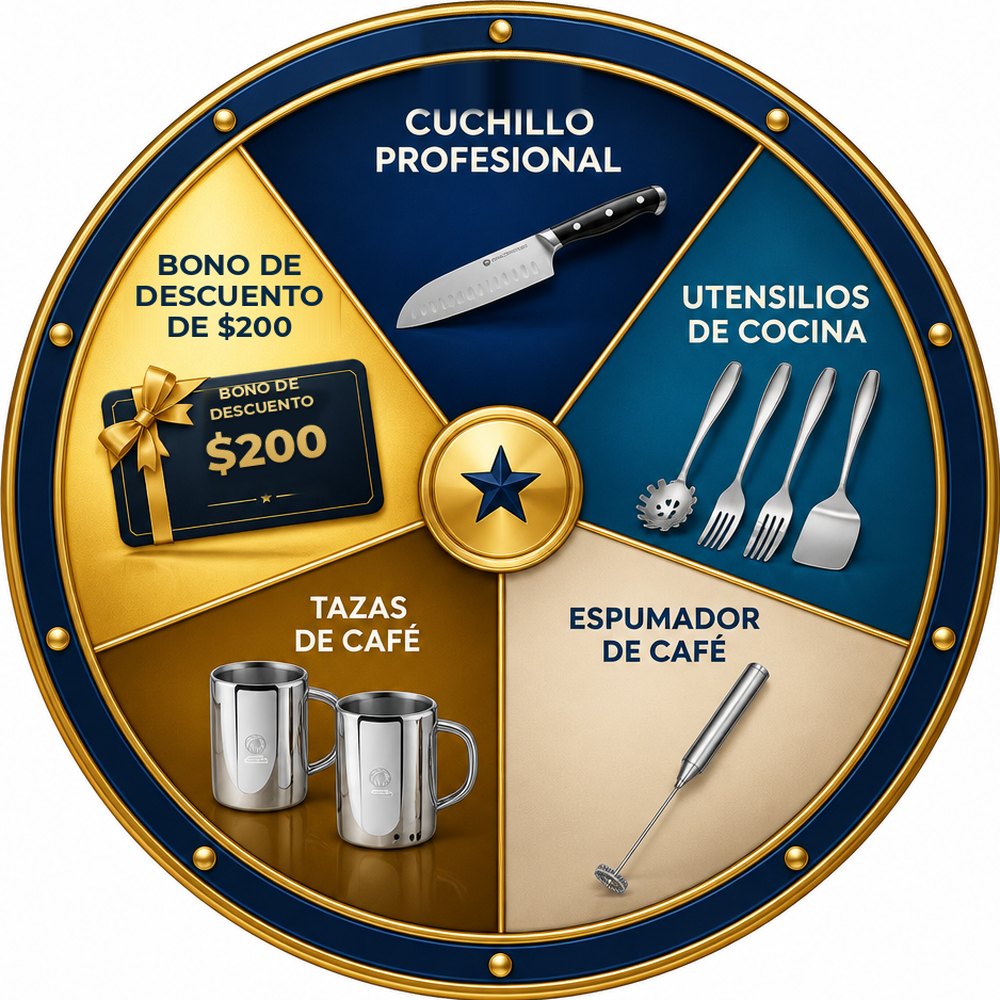 CUCHILLO
PROFESIONAL
BONO DE
DESCUENTO
DE $200
BONO DE
DESCUENTO
$200
UTENSILIOS
DE COCINA
TAZAS
DE CAFÉ
ESPUMADOR
DE CAFÉ